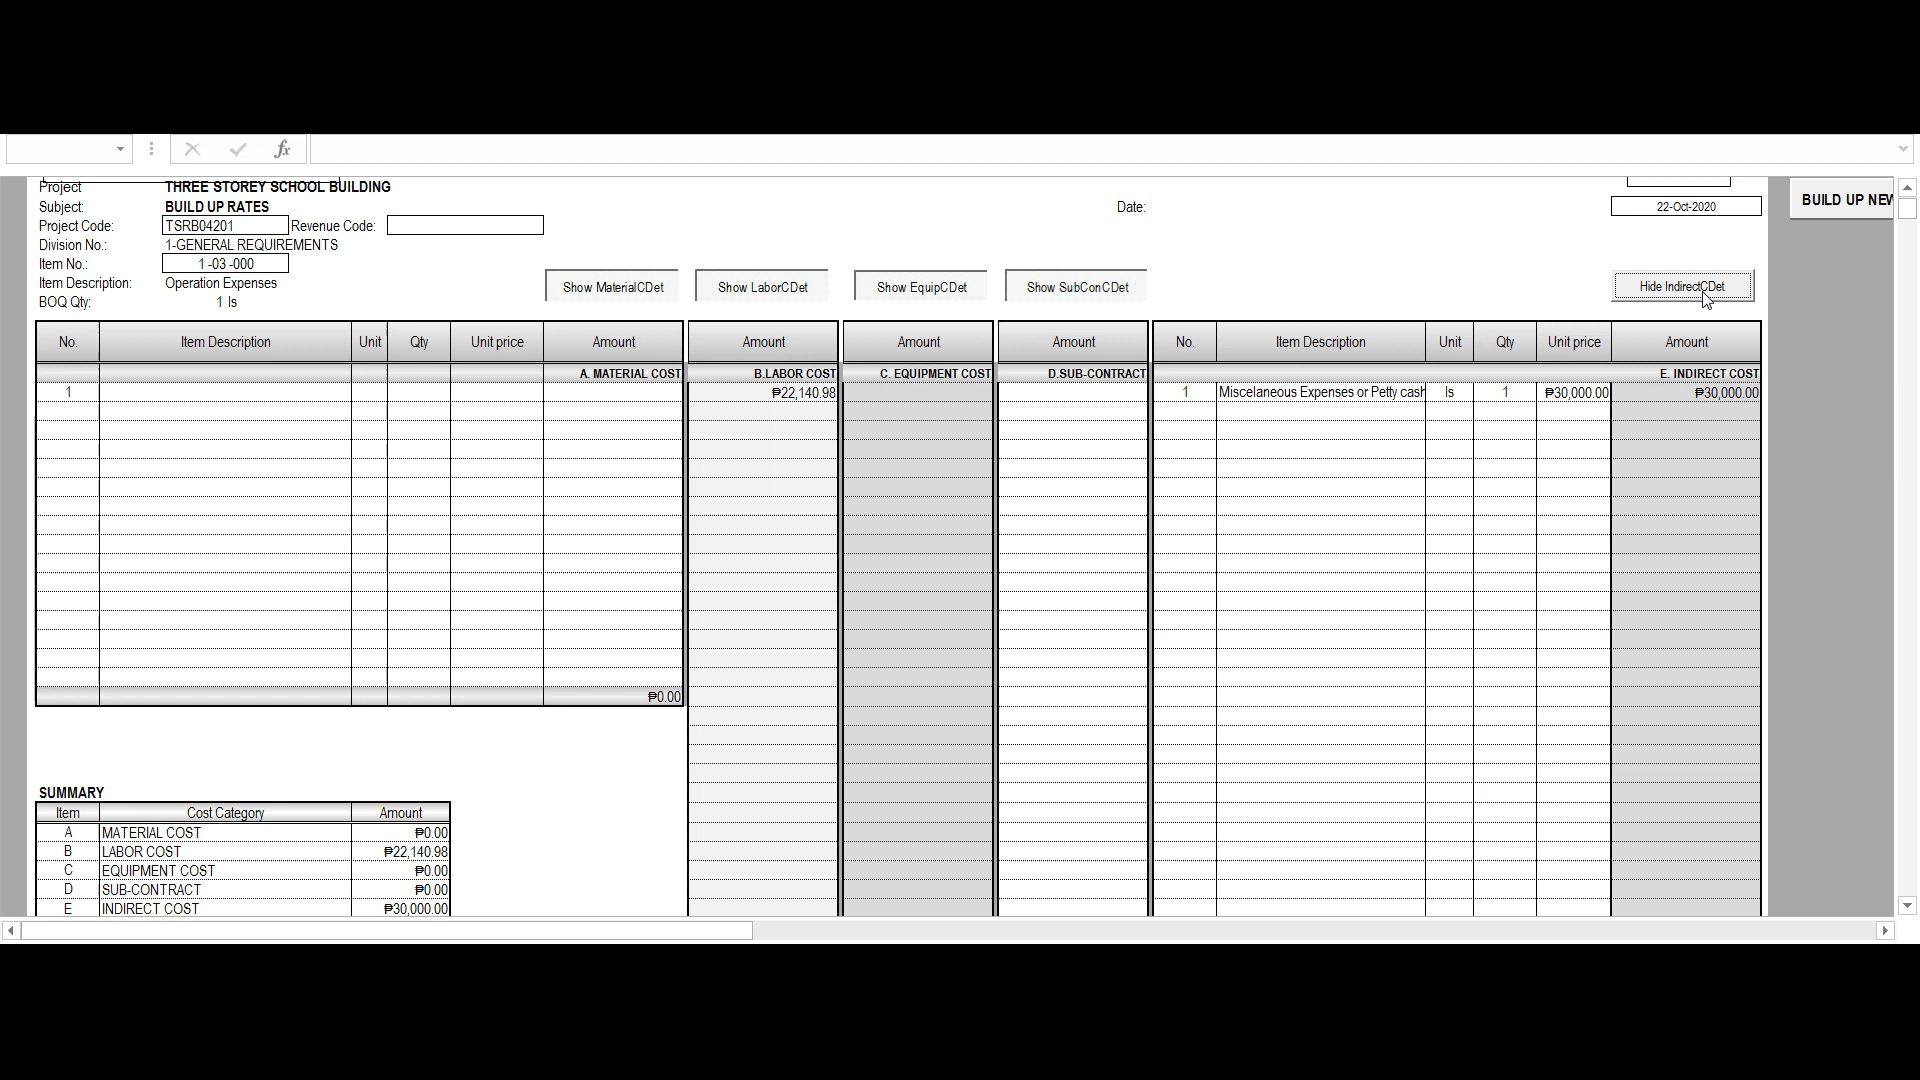 fx
Project THREE STOREY SCHOOL BUILDING
BUILD UP NEW
Subject: BUILD UP RATES Date: 22-Oct-2020
Project Code: TSRB04201 Revenue Code:
Division No.: 1-GENERAL REQUIREMENTS
Item No.: 1 -03 -000
Item Description: Operation Expenses
Show MaterialCDet Show LaborCDet Show EquipCDet Show SubConCDet Hide IndirectCDet
BOQ Qty: 1 ls
No. Item Description Unit Qty Unit price Amount Amount Amount Amount No. Item Description Unit Qty Unit price Amount
A. MATERIAL COST B.LABOR COST C. EQUIPMENT COST D.SUB-CONTRACT E. INDIRECT COST
1 ₱22,140.98 1 Miscelaneous Expenses or Petty cash ls 1 ₱30,000.00 ₱30,000.00
₱0.00
SUMMARY
Item Cost Category Amount
A MATERIAL COST ₱0.00
B LABOR COST ₱22,140.98
C EQUIPMENT COST ₱0.00
D SUB-CONTRACT ₱0.00
E INDIRECT COST ₱30,000.00